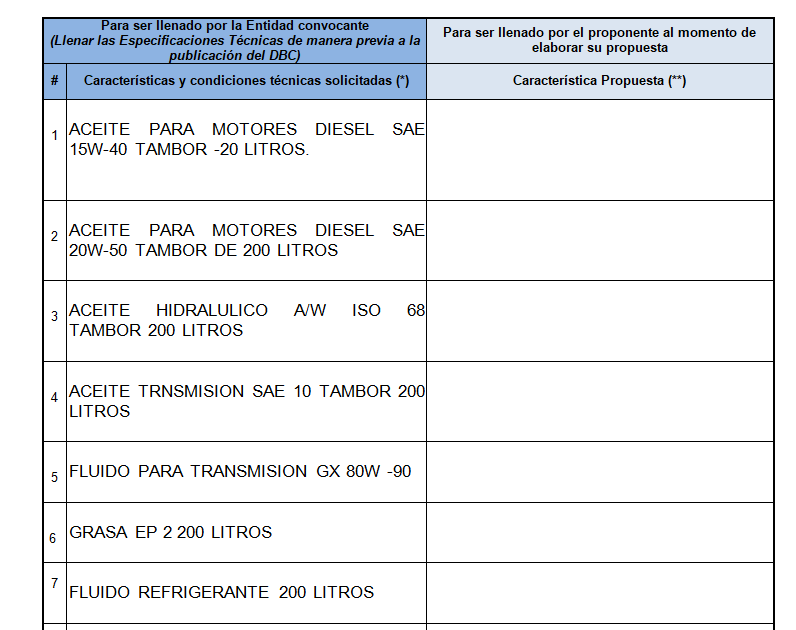 Para ser llenado por la Entidad convocante
(Llenar las Especificaciones Técnicas de manera previa a la
publicación del DBC)
Para ser llenado por el proponente al momento de
elaborar su propuesta
# Características y condiciones técnicas solicitadas (*) Característica Propuesta (**)
1 ACEITE PARA MOTORES DIESEL SAE
15W-40 TAMBOR -20 LITROS.
2 ACEITE PARA MOTORES DIESEL SAE
20W-50 TAMBOR DE 200 LITROS
3 ACEITE HIDRALULICO A/W ISO 68
TAMBOR 200 LITROS
4 ACEITE TRNSMISION SAE 10 TAMBOR 200
LITROS
5 FLUIDO PARA TRANSMISION GX 80W -90
6 GRASA EP 2 200 LITROS
7 FLUIDO REFRIGERANTE 200 LITROS